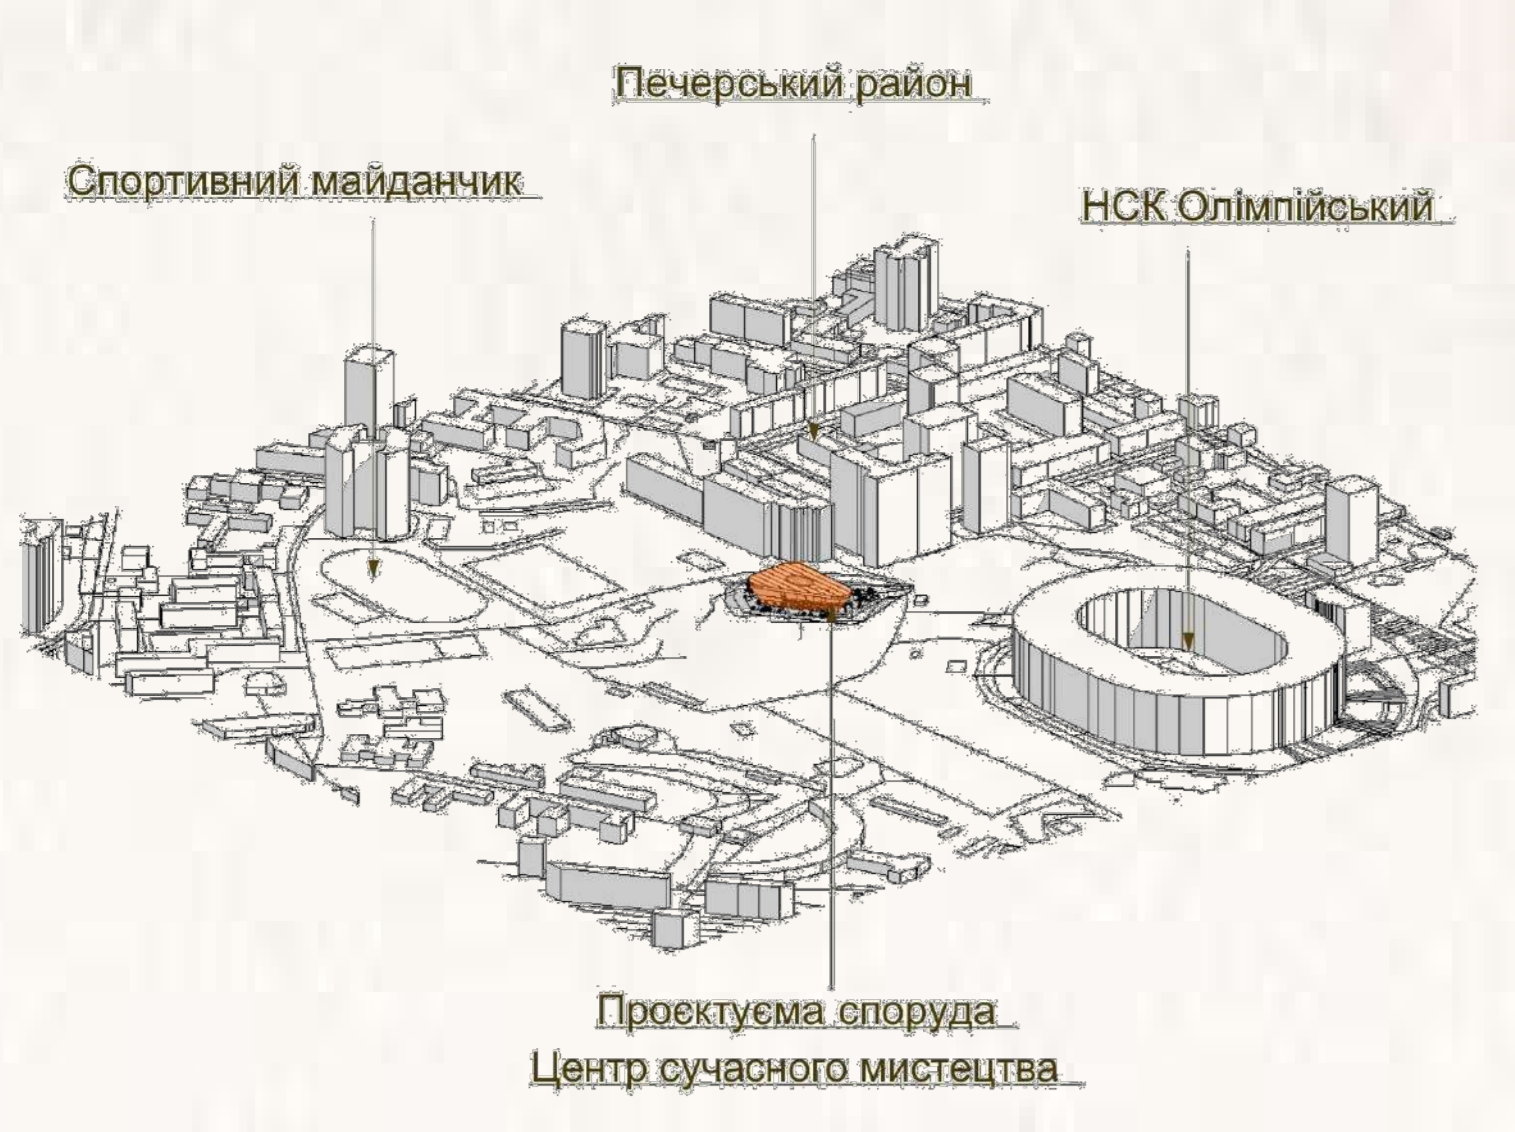 Печерський район
Спортивний майданчик
НСК Олімпійський
Проєктуєма споруда
Центр сучасного мистецтва